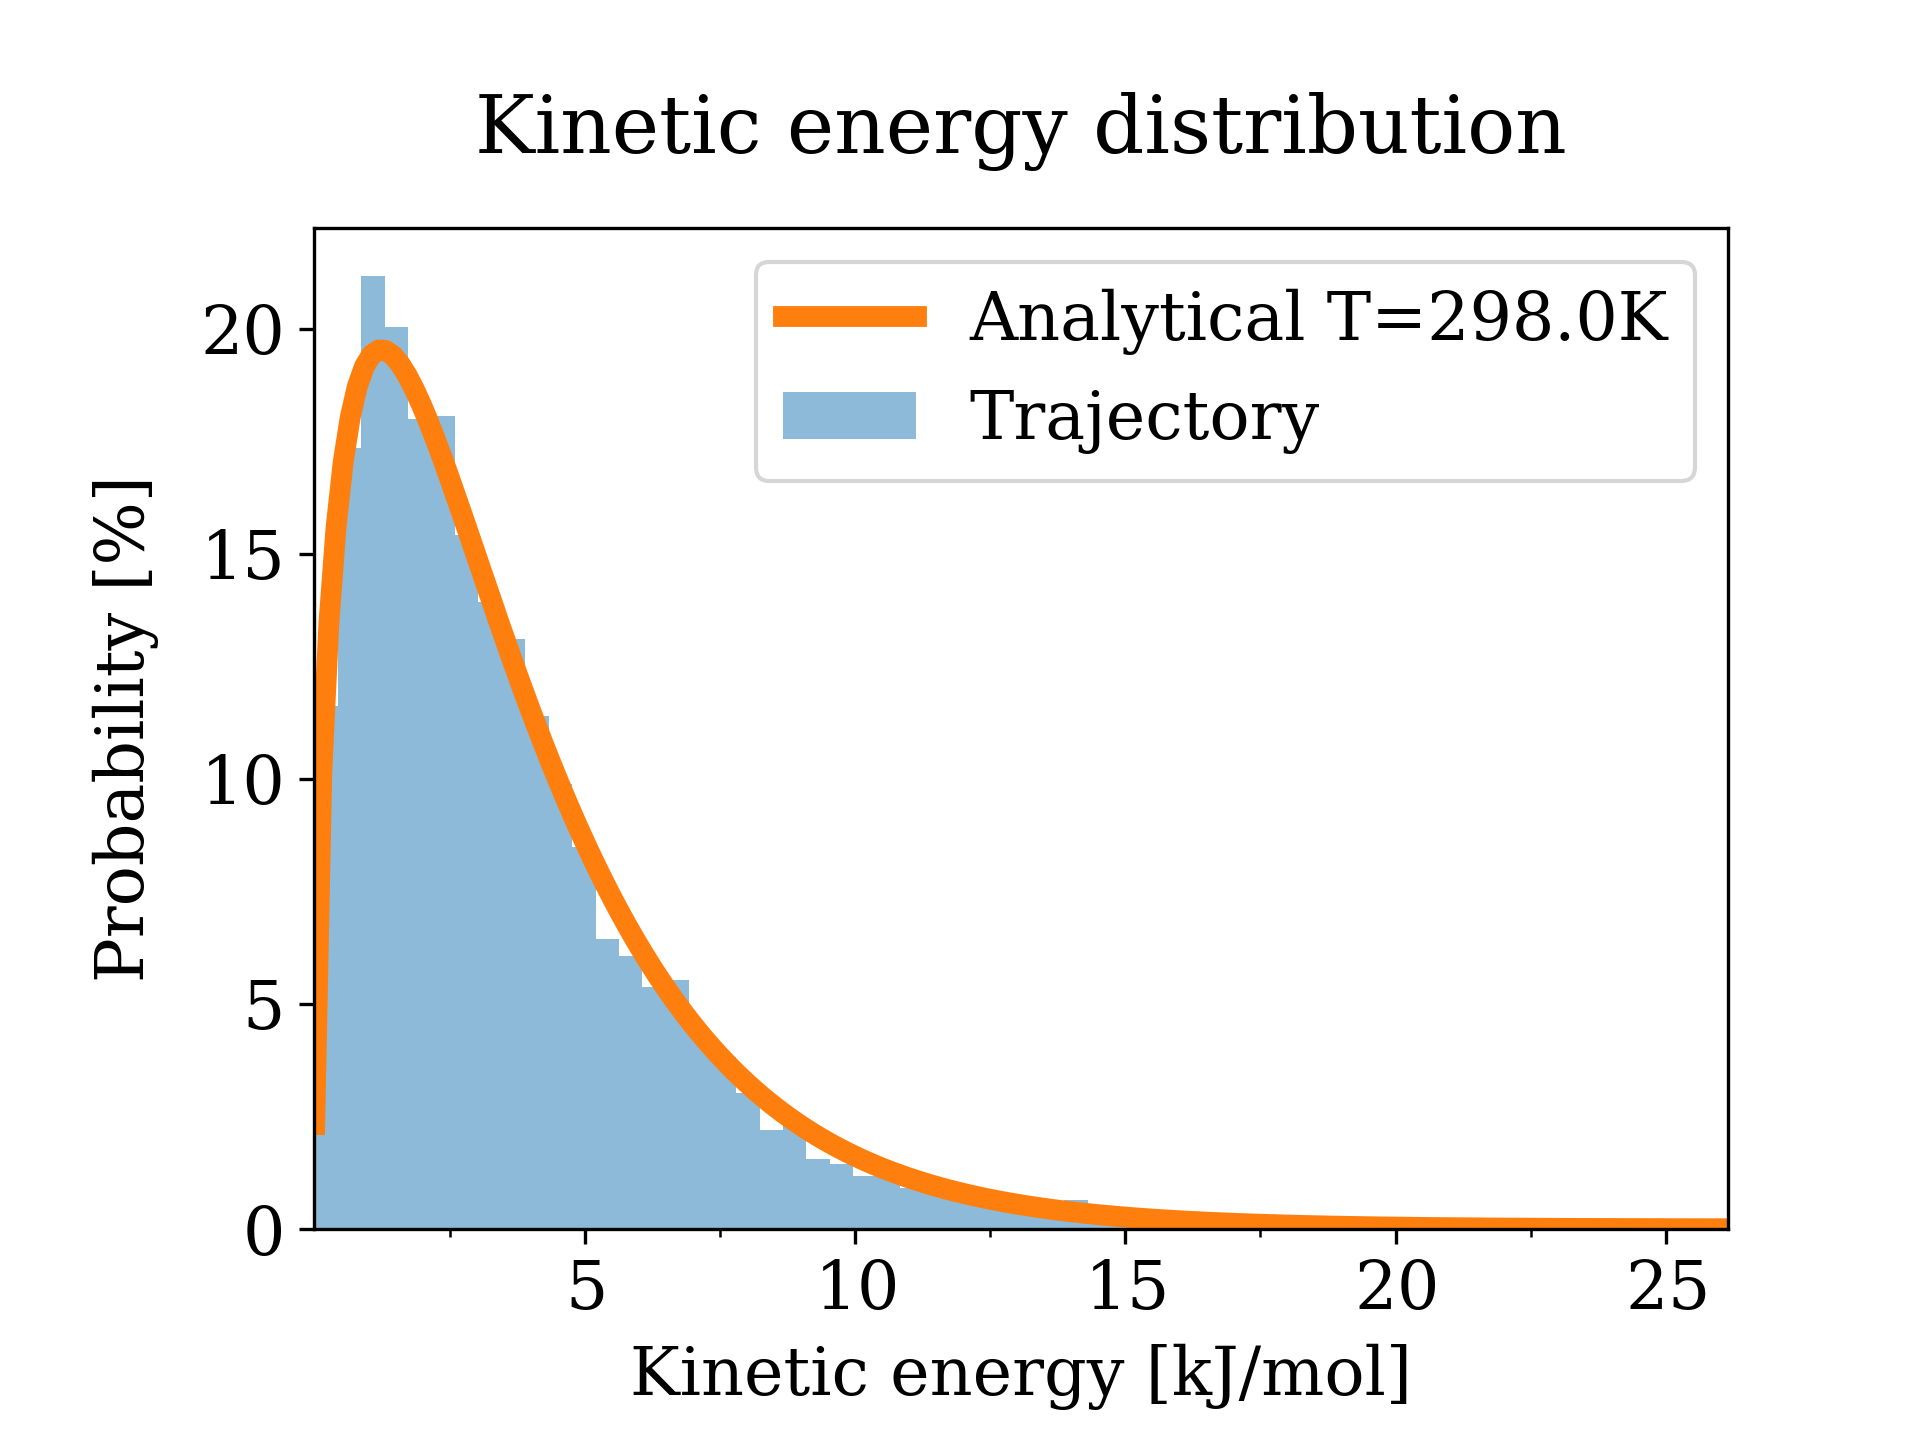 Kinetic energy distribution
Analytical T=298.0K
Trajectory
Probability [%]
20
15
10
5
0
5 10 15 20 25
Kinetic energy [kJ/mol]